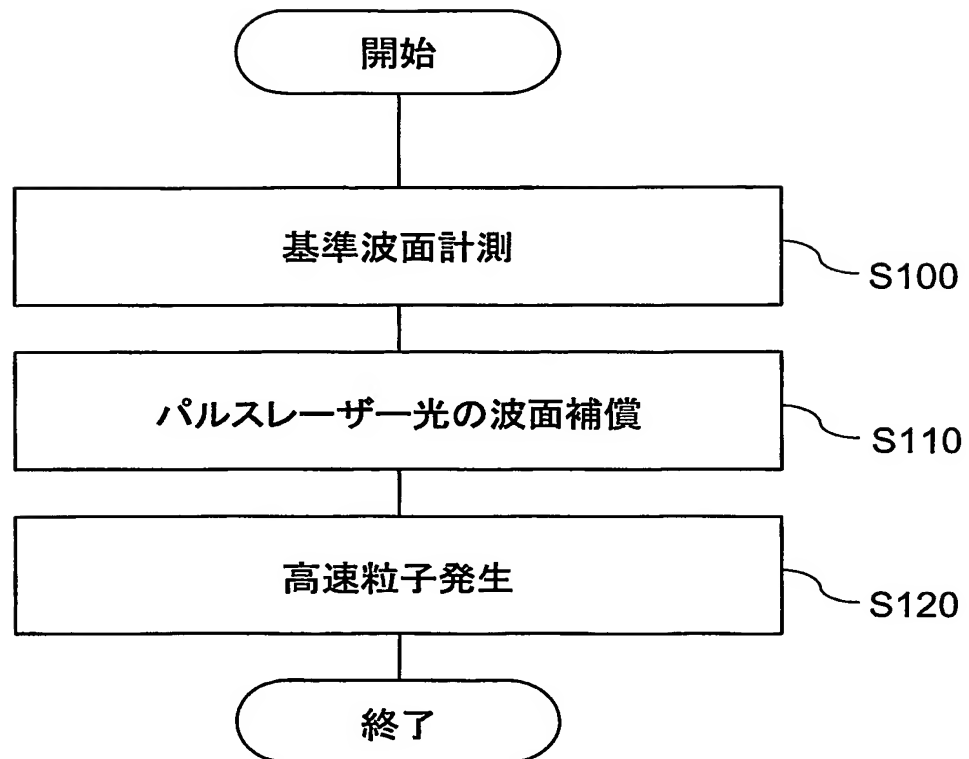 開始
基準波面計測
S100
パルスレーザー光の波面補償
S110
高速粒子発生
S120
終了